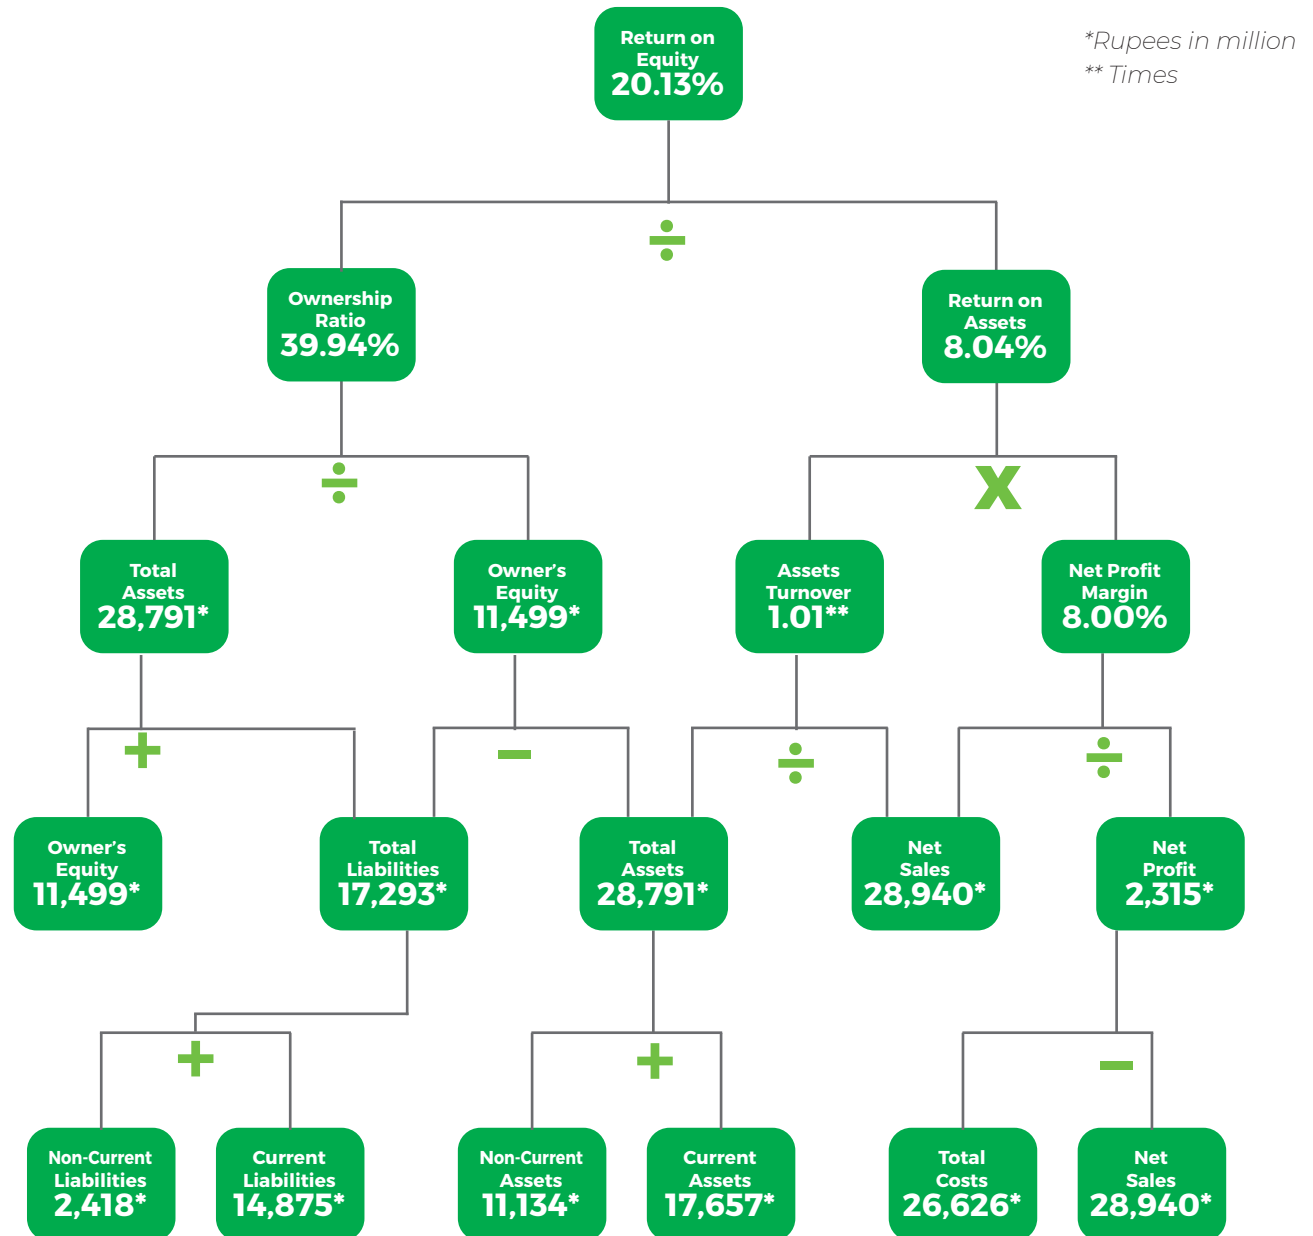 Return on
Equity
20.13%
*Rupees in million
** Times
÷
Ownership
Ratio
39.94%
Return on
Assets
8.04%
÷
X
Total
Assets
28,791*
Owner's
Equity
11,499*
Assets
Turnover
1.01**
Net Profit
Margin
8.00%
+
−
÷
÷
Owner's
Equity
11,499*
Total
Liabilities
17,293*
Total
Assets
28,791*
Net
Sales
28,940*
Net
Profit
2,315*
+
+
−
Non-Current
Liabilities
2,418*
Current
Liabilities
14,875*
Non-Current
Assets
11,134*
Current
Assets
17,657*
Total
Costs
26,626*
Net
Sales
28,940*